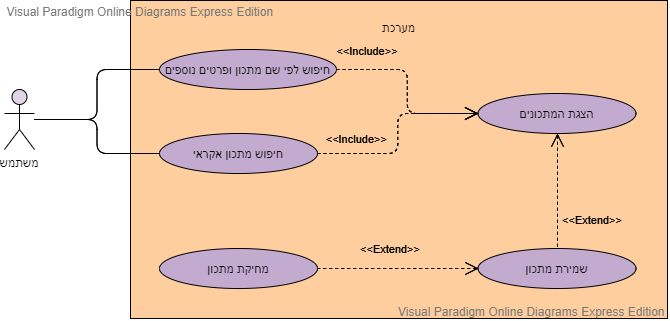 Visual Paradigm Online Diagrams Express Edition
מערכת
<<Include>>
חיפוש לפי שם מתכון ופרטים נוספים
הצגת המתכונים
<<Include>>
חיפוש מתכון אקראי
משתמש
<<Extend>>
<<Extend>>
מחיקת מתכון
שמירת מתכון
Visual Paradigm Online Diagrams Express Edition